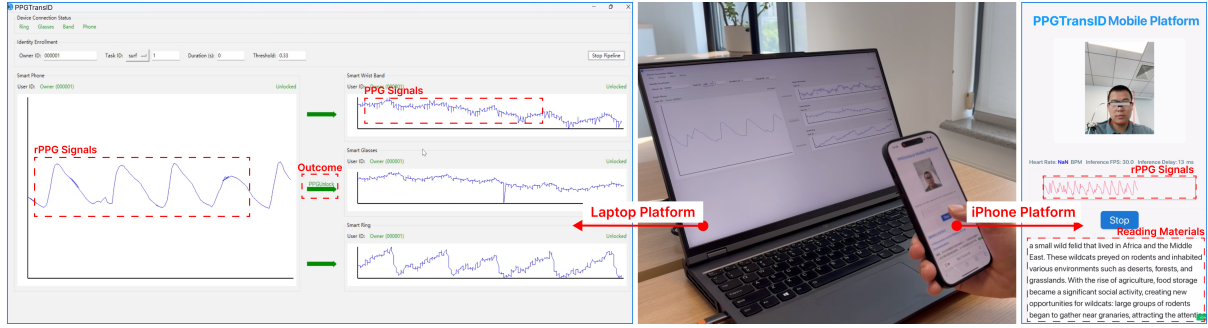 PPGTransID
Device Connection Status
Ring Glasses Band Phone
Identity Enrollment
Owner ID: 000001 Task ID: surf 1 Duration (s): 0 Threshold: 0.53 Stop Pipeline
Smart Phone
User ID: Owner (000001) Unlocked
rPPG Signals
Outcome
PPGUnlock
Smart Wrist Band
User ID: Owner (000001) Unlocked
PPG Signals
Smart Glasses
User ID: Owner (000001) Unlocked
Smart Ring
User ID: Owner (000001) Unlocked
Laptop Platform
iPhone Platform
PPGTransID Mobile Platform
Heart Rate: NaN BPM Inference FPS: 30.0 Inference Delay: 13 ms
rPPG Signals
Stop
Reading Materials
a small wild felid that lived in Africa and the Middle
East. These wildcats preyed on rodents and inhabited
various environments such as deserts, forests, and
grasslands. With the rise of agriculture, food storage
became a significant social activity, creating new
opportunities for wildcats: large groups of rodents
began to gather near granaries, attracting the attentio